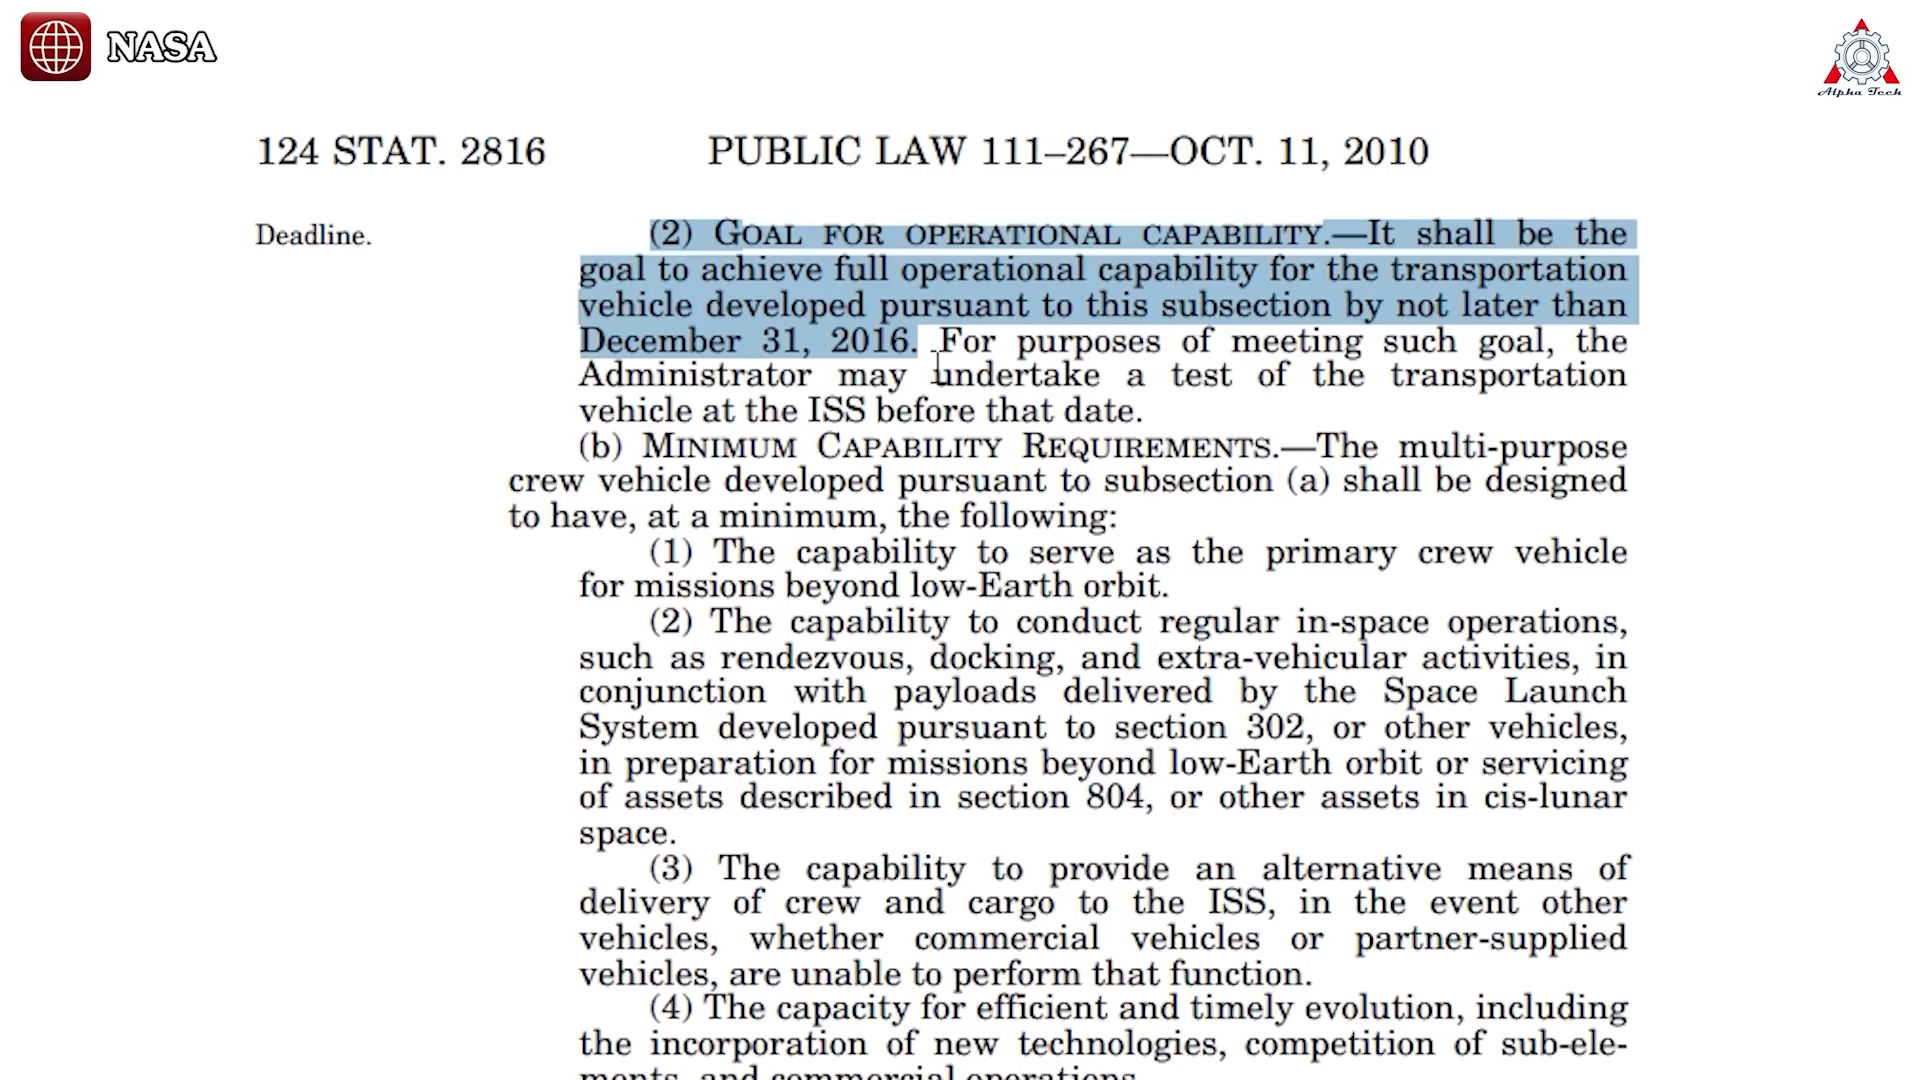 NASA
Alpha Tech
124 STAT. 2816 PUBLIC LAW 111–267—OCT. 11, 2010
Deadline.
(2) GOAL FOR OPERATIONAL CAPABILITY.—It shall be the
goal to achieve full operational capability for the transportation
vehicle developed pursuant to this subsection by not later than
December 31, 2016. For purposes of meeting such goal, the
Administrator may undertake a test of the transportation
vehicle at the ISS before that date.
(b) MINIMUM CAPABILITY REQUIREMENTS.—The multi-purpose
crew vehicle developed pursuant to subsection (a) shall be designed
to have, at a minimum, the following:
(1) The capability to serve as the primary crew vehicle
for missions beyond low-Earth orbit.
(2) The capability to conduct regular in-space operations,
such as rendezvous, docking, and extra-vehicular activities, in
conjunction with payloads delivered by the Space Launch
System developed pursuant to section 302, or other vehicles,
in preparation for missions beyond low-Earth orbit or servicing
of assets described in section 804, or other assets in cis-lunar
space.
(3) The capability to provide an alternative means of
delivery of crew and cargo to the ISS, in the event other
vehicles, whether commercial vehicles or partner-supplied
vehicles, are unable to perform that function.
(4) The capacity for efficient and timely evolution, including
the incorporation of new technologies, competition of sub-ele-
ments, and commercial operations.